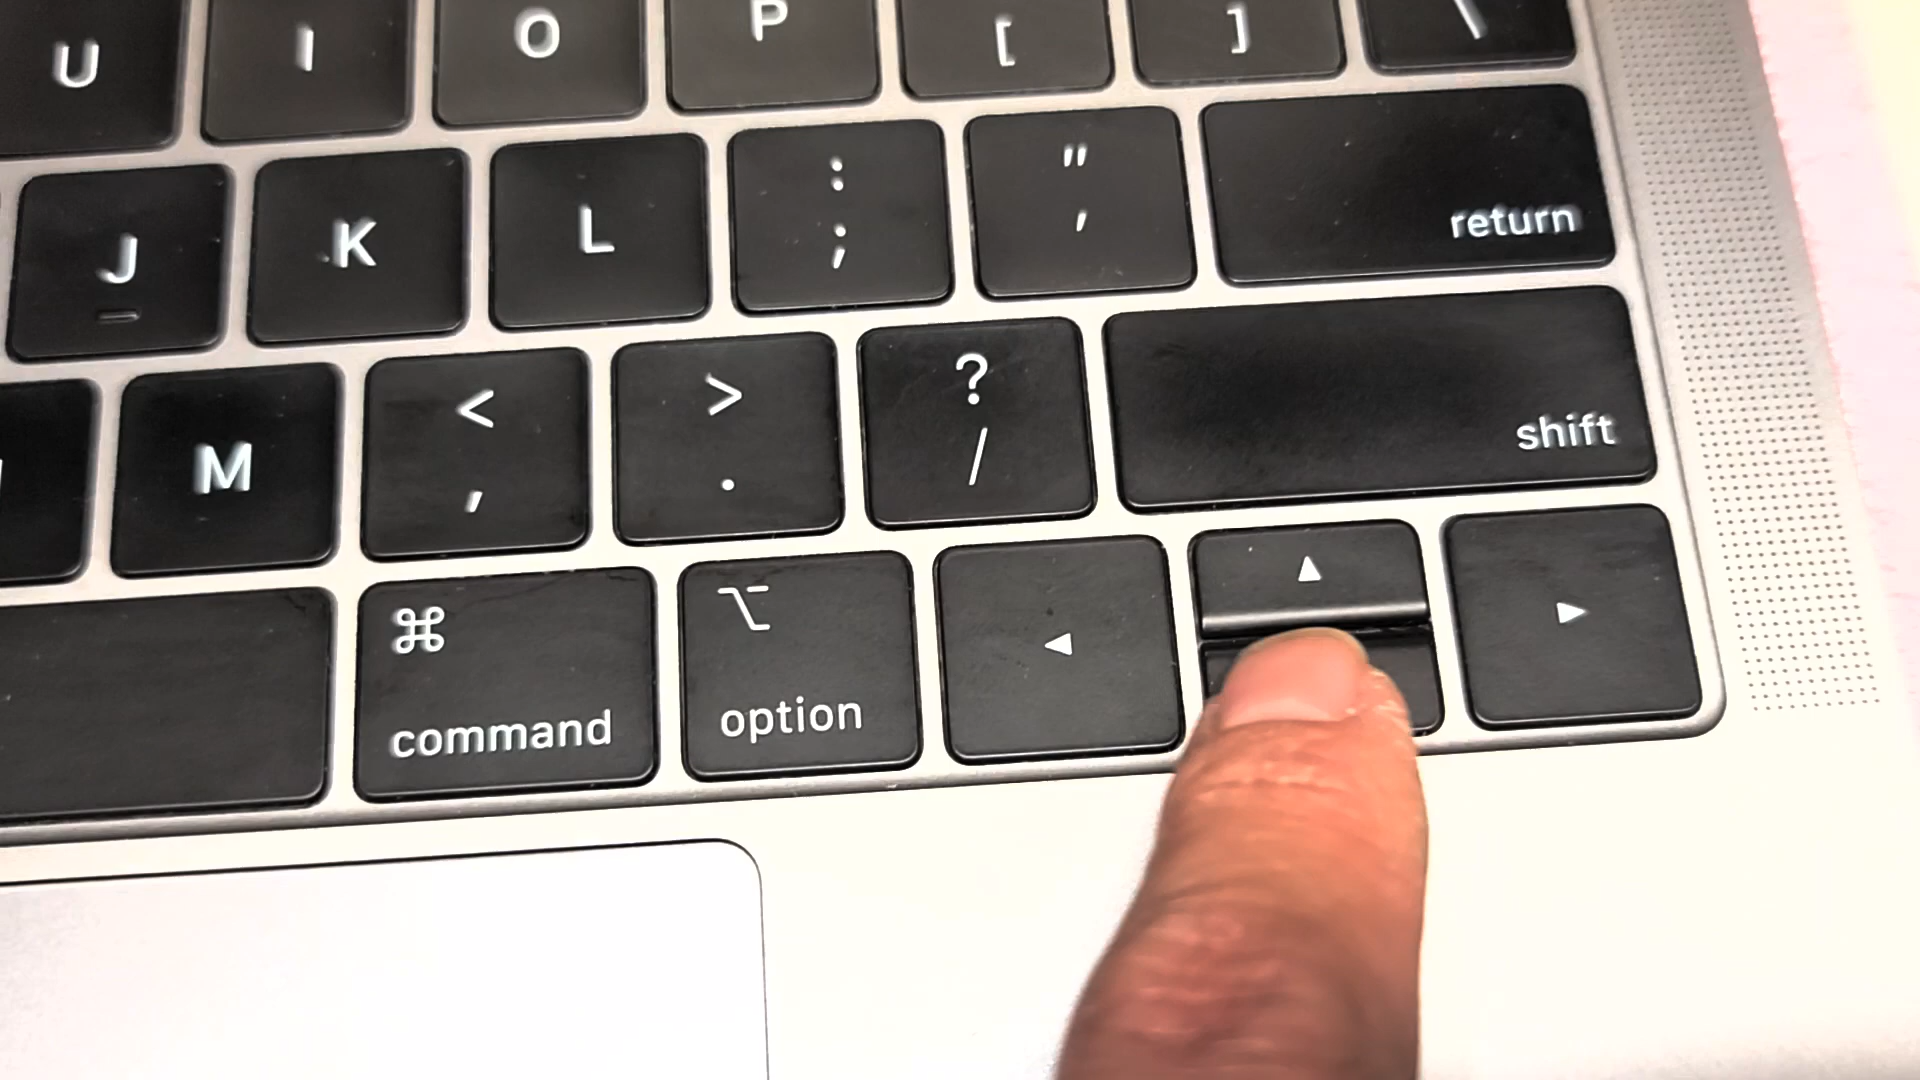 U I O P [ ] \
J K L : ; " ' return
M < , > . ? / shift
⌘ ⌥ ◀ ▲ ▶
command option